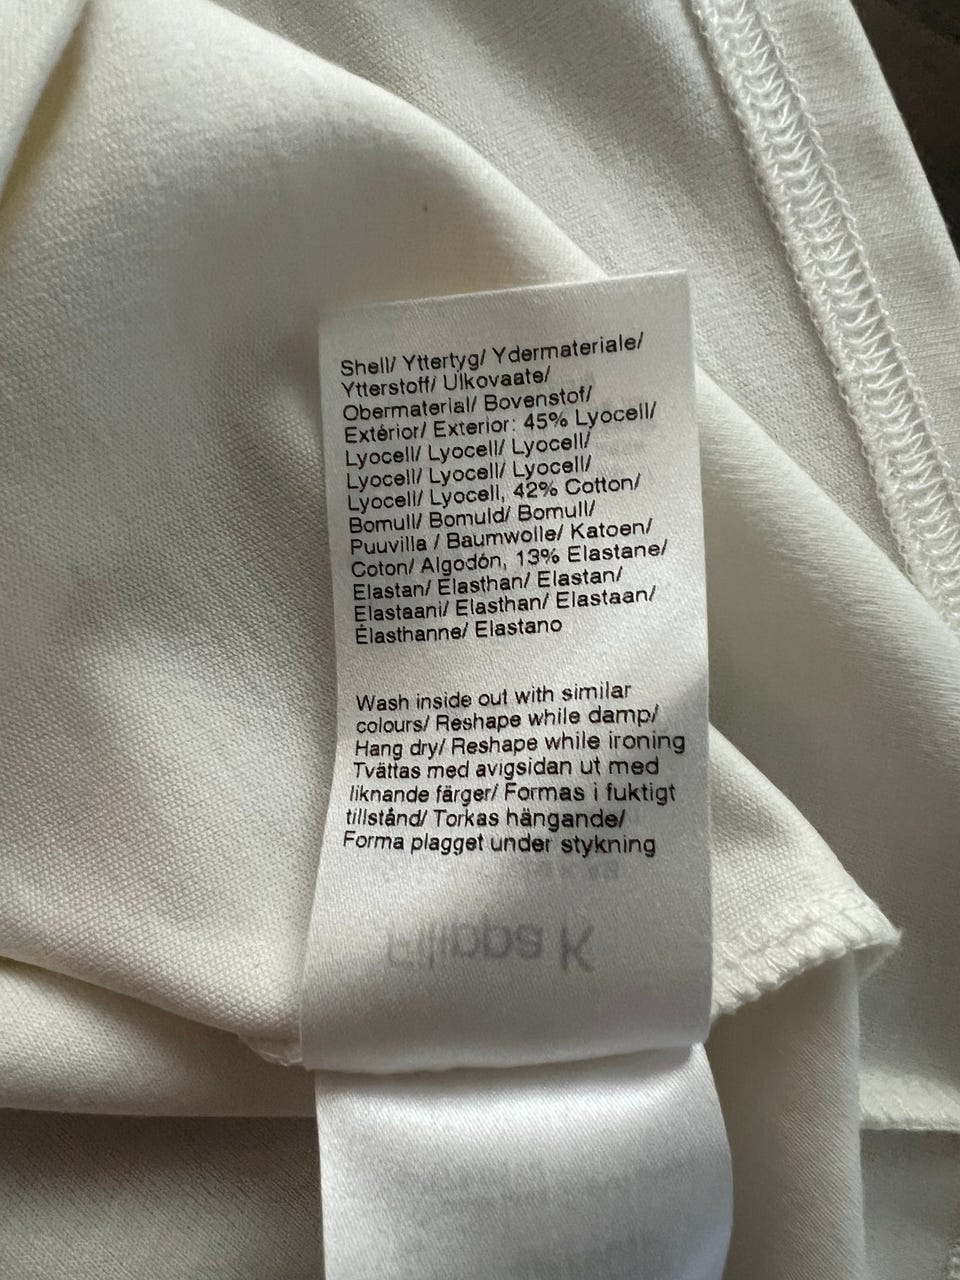 Shell/ Yttertyg/ Ydermateriale/
Ytterstoff/ Ulkovaate/
Obermaterial/ Bovenstof/
Extérior/ Exterior: 45% Lyocell/
Lyocell/ Lyocell/ Lyocell/
Lyocell/ Lyocell/ Lyocell/
Lyocell/ Lyocell, 42% Cotton/
Bomull/ Bomuld/ Bomull/
Puuvilla / Baumwolle/ Katoen/
Coton/ Algodón, 13% Elastane/
Elastan/ Elasthan/ Elastan/
Elastaani/ Elasthan/ Elastaan/
Élasthanne/ Elastano
Wash inside out with similar
colours/ Reshape while damp/
Hang dry/ Reshape while ironing
Tvättas med avigsidan ut med
liknande färger/ Formas i fuktigt
tillstånd/ Torkas hängande/
Forma plagget under stykning
Filippa K